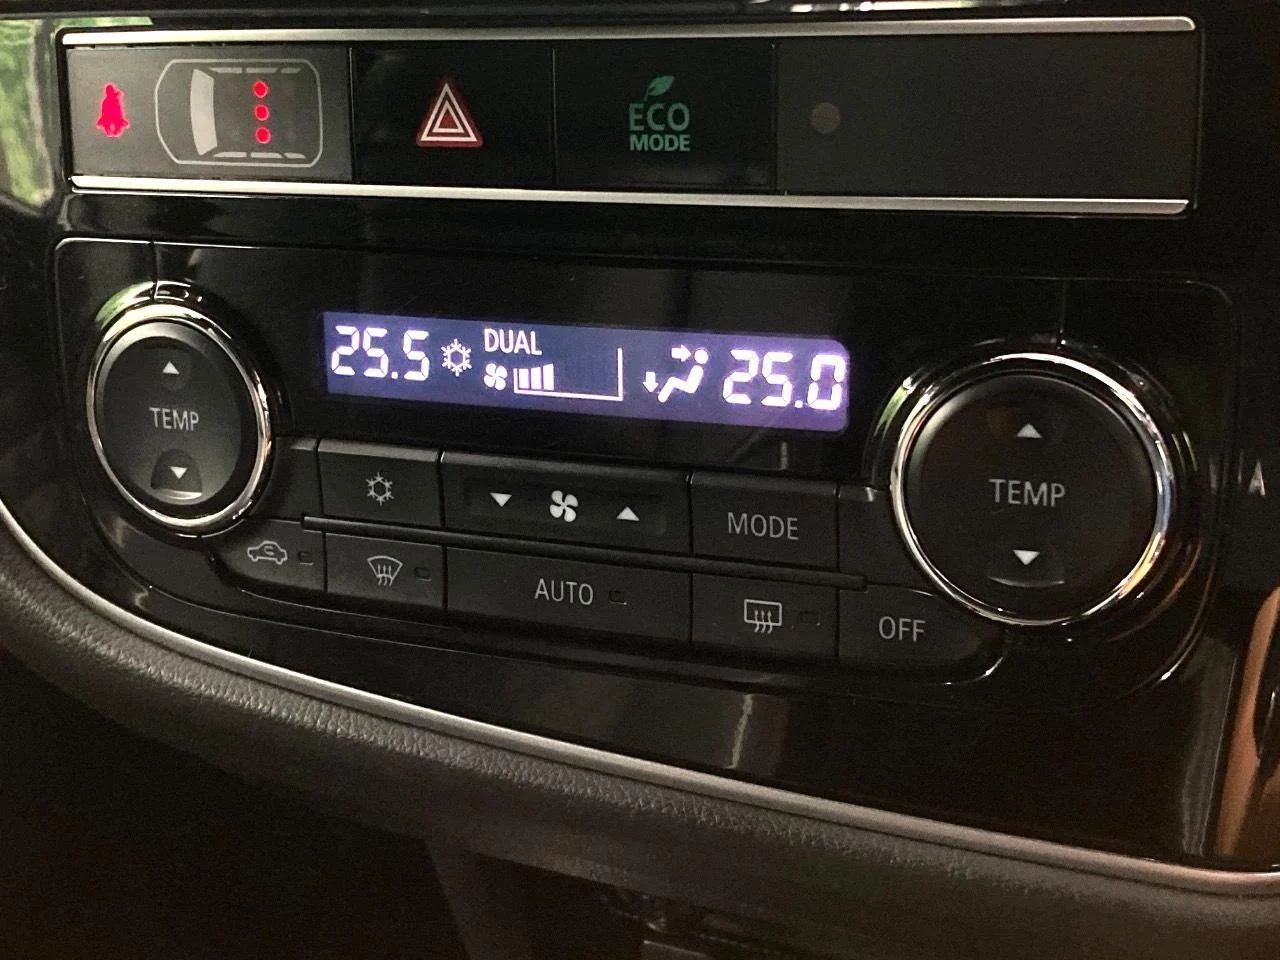 ECO
MODE
25.5
DUAL
25.0
TEMP
TEMP
MODE
AUTO
OFF
A